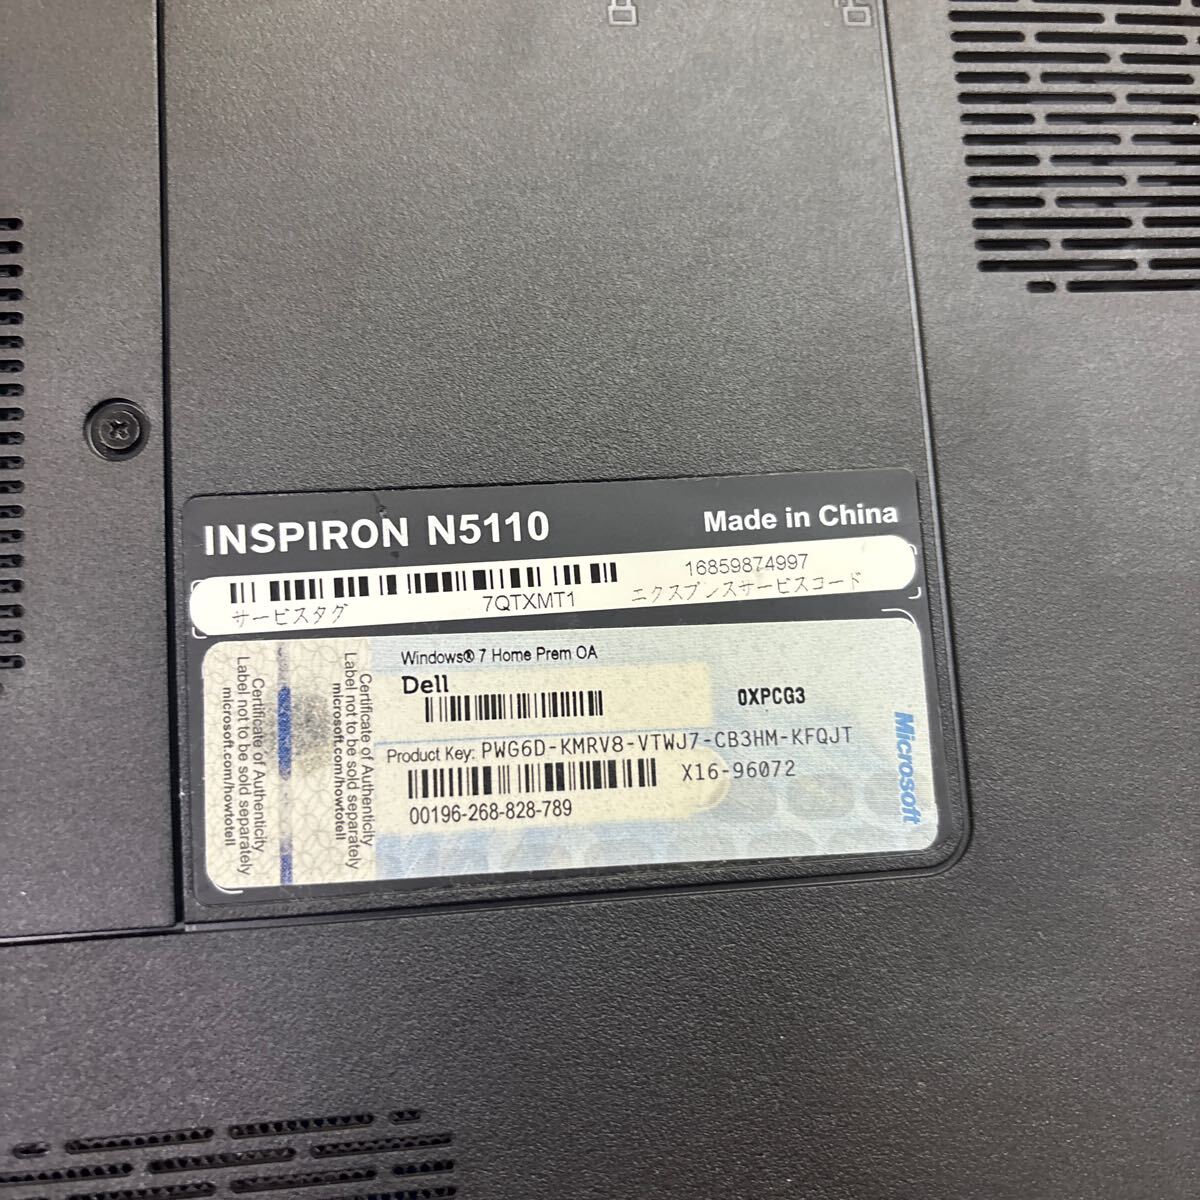 INSPIRON N5110
Made in China
16859874997
7QTXMT1
サービスタグ
エクスプレスサービスコード
Windows® 7 Home Prem OA
Dell
0XPCG3
Product Key: PWG6D-KMRV8-VTWJ7-CB3HM-KFQJT
X16-96072
00196-268-828-789
Microsoft
Certificate of Authenticity
Label not to be sold separately
microsoft.com/howtotell
Certificate of Authenticity
Label not to be sold separately
microsoft.com/howtotell